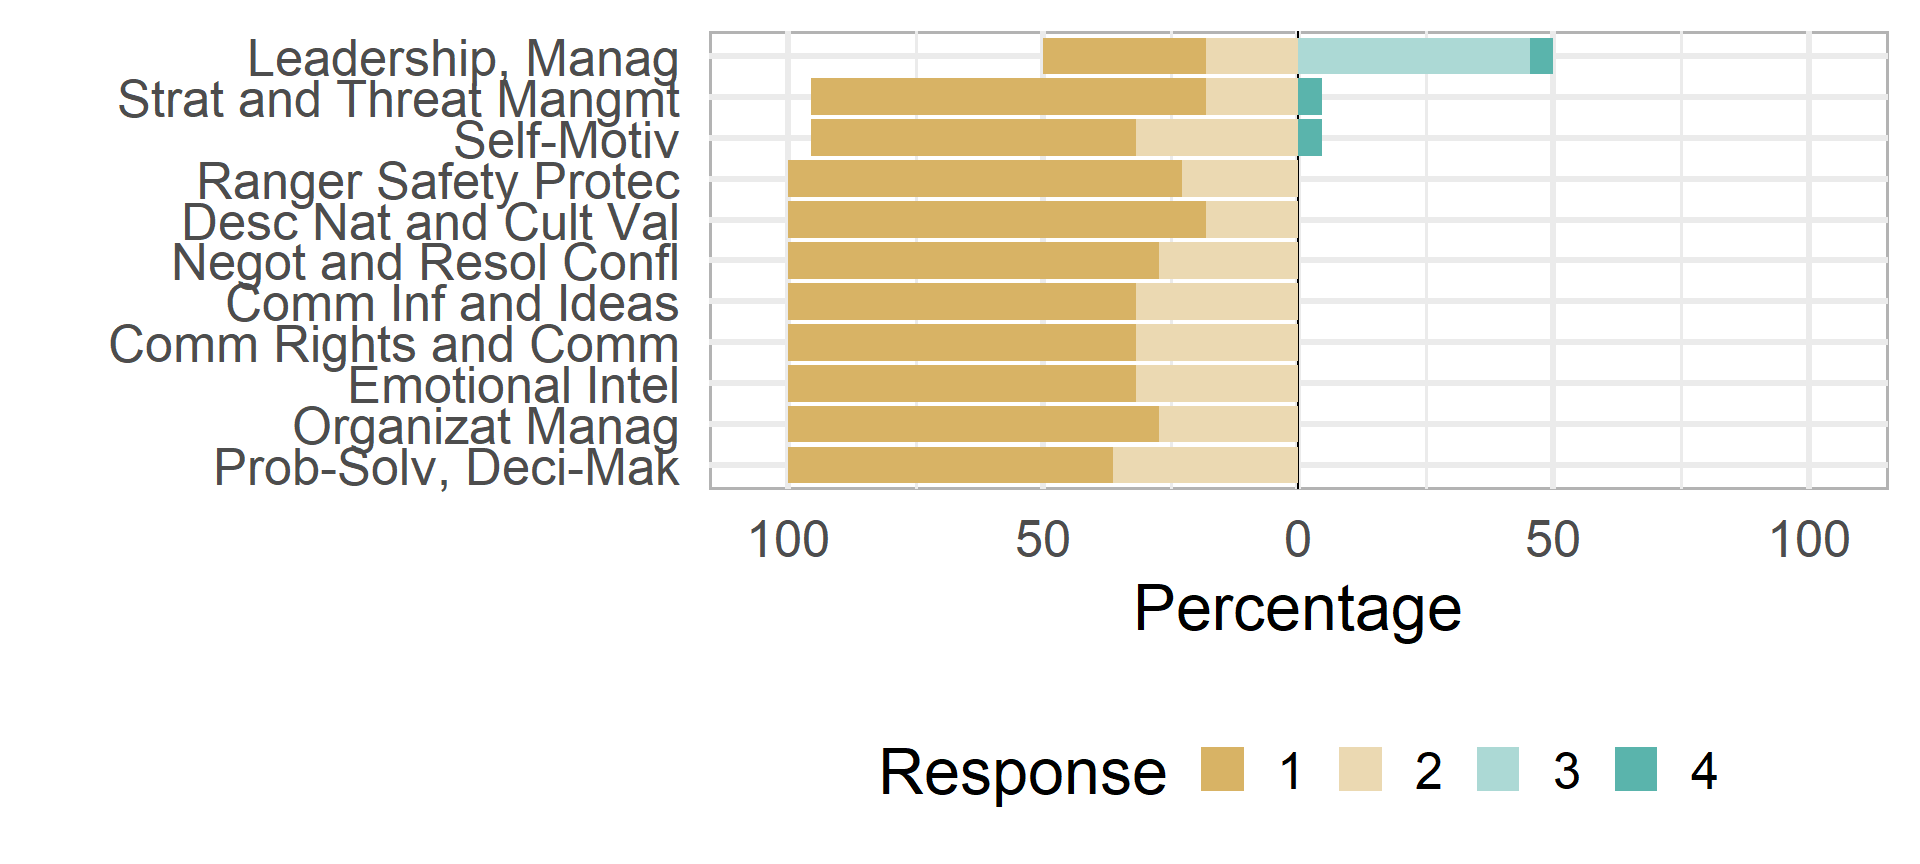 Leadership, Manag
Strat and Threat Mangmt
Self-Motiv
Ranger Safety Protec
Desc Nat and Cult Val
Negot and Resol Confl
Comm Inf and Ideas
Comm Rights and Comm
Emotional Intel
Organizat Manag
Prob-Solv, Deci-Mak
100 50 0 50 100
Percentage
Response 1 2 3 4